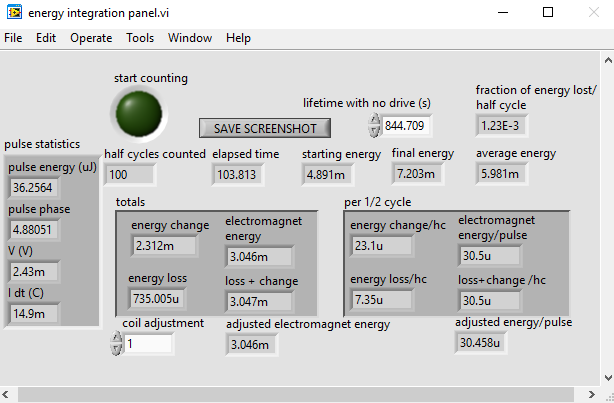 energy integration panel.vi
File Edit Operate Tools Window Help
start counting
fraction of energy lost/
half cycle
lifetime with no drive (s)
844.709
1.23E-3
SAVE SCREENSHOT
pulse statistics
half cycles counted elapsed time starting energy final energy average energy
100 103.813 4.891m 7.203m 5.981m
pulse energy (uJ)
36.2564
pulse phase
4.88051
V (V)
2.43m
I dt (C)
14.9m
totals
energy change
2.312m
electromagnet
energy
3.046m
energy loss
735.005u
loss + change
3.047m
per 1/2 cycle
energy change/hc
23.1u
electromagnet
energy/pulse
30.5u
energy loss/hc
7.35u
loss+change /hc
30.5u
coil adjustment
1
adjusted electromagnet energy
3.046m
adjusted energy/pulse
30.458u